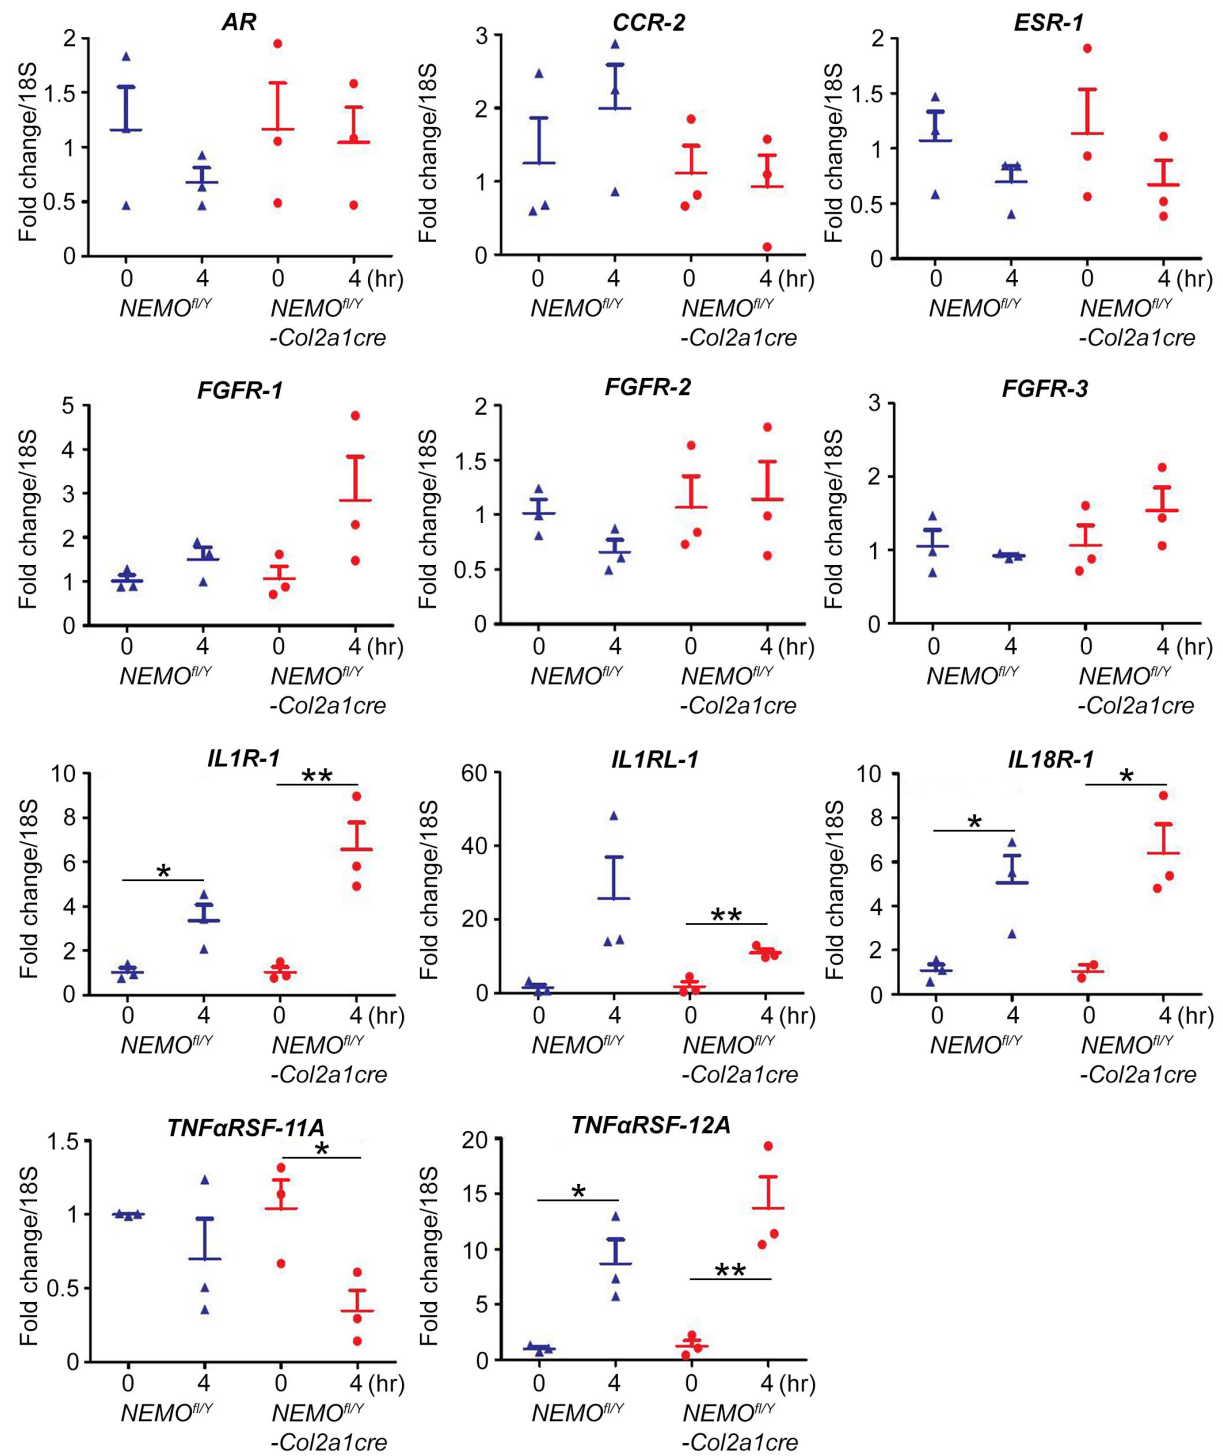 AR
CCR-2
ESR-1
Fold change/18S
2
1.5
1
0.5
0
0 4 0 4 (hr)
NEMOfl/Y NEMOfl/Y
-Col2a1cre
Fold change/18S
3
2
1
0
0 4 0 4 (hr)
NEMOfl/Y NEMOfl/Y
-Col2a1cre
Fold change/18S
2
1.5
1
0.5
0
0 4 0 4 (hr)
NEMOfl/Y NEMOfl/Y
-Col2a1cre
FGFR-1
FGFR-2
FGFR-3
Fold change/18S
5
4
3
2
1
0
0 4 0 4 (hr)
NEMOfl/Y NEMOfl/Y
-Col2a1cre
Fold change/18S
2
1.5
1
0.5
0
0 4 0 4 (hr)
NEMOfl/Y NEMOfl/Y
-Col2a1cre
Fold change/18S
3
2
1
0
0 4 0 4 (hr)
NEMOfl/Y NEMOfl/Y
-Col2a1cre
IL1R-1
IL1RL-1
IL18R-1
Fold change/18S
10
8
6
4
2
0
* **
0 4 0 4 (hr)
NEMOfl/Y NEMOfl/Y
-Col2a1cre
Fold change/18S
60
40
20
0
**
0 4 0 4 (hr)
NEMOfl/Y NEMOfl/Y
-Col2a1cre
Fold change/18S
10
8
6
4
2
0
* *
0 4 0 4 (hr)
NEMOfl/Y NEMOfl/Y
-Col2a1cre
TNFαRSF-11A
TNFαRSF-12A
Fold change/18S
1.5
1
0.5
0
*
0 4 0 4 (hr)
NEMOfl/Y NEMOfl/Y
-Col2a1cre
Fold change/18S
20
15
10
5
0
* **
0 4 0 4 (hr)
NEMOfl/Y NEMOfl/Y
-Col2a1cre